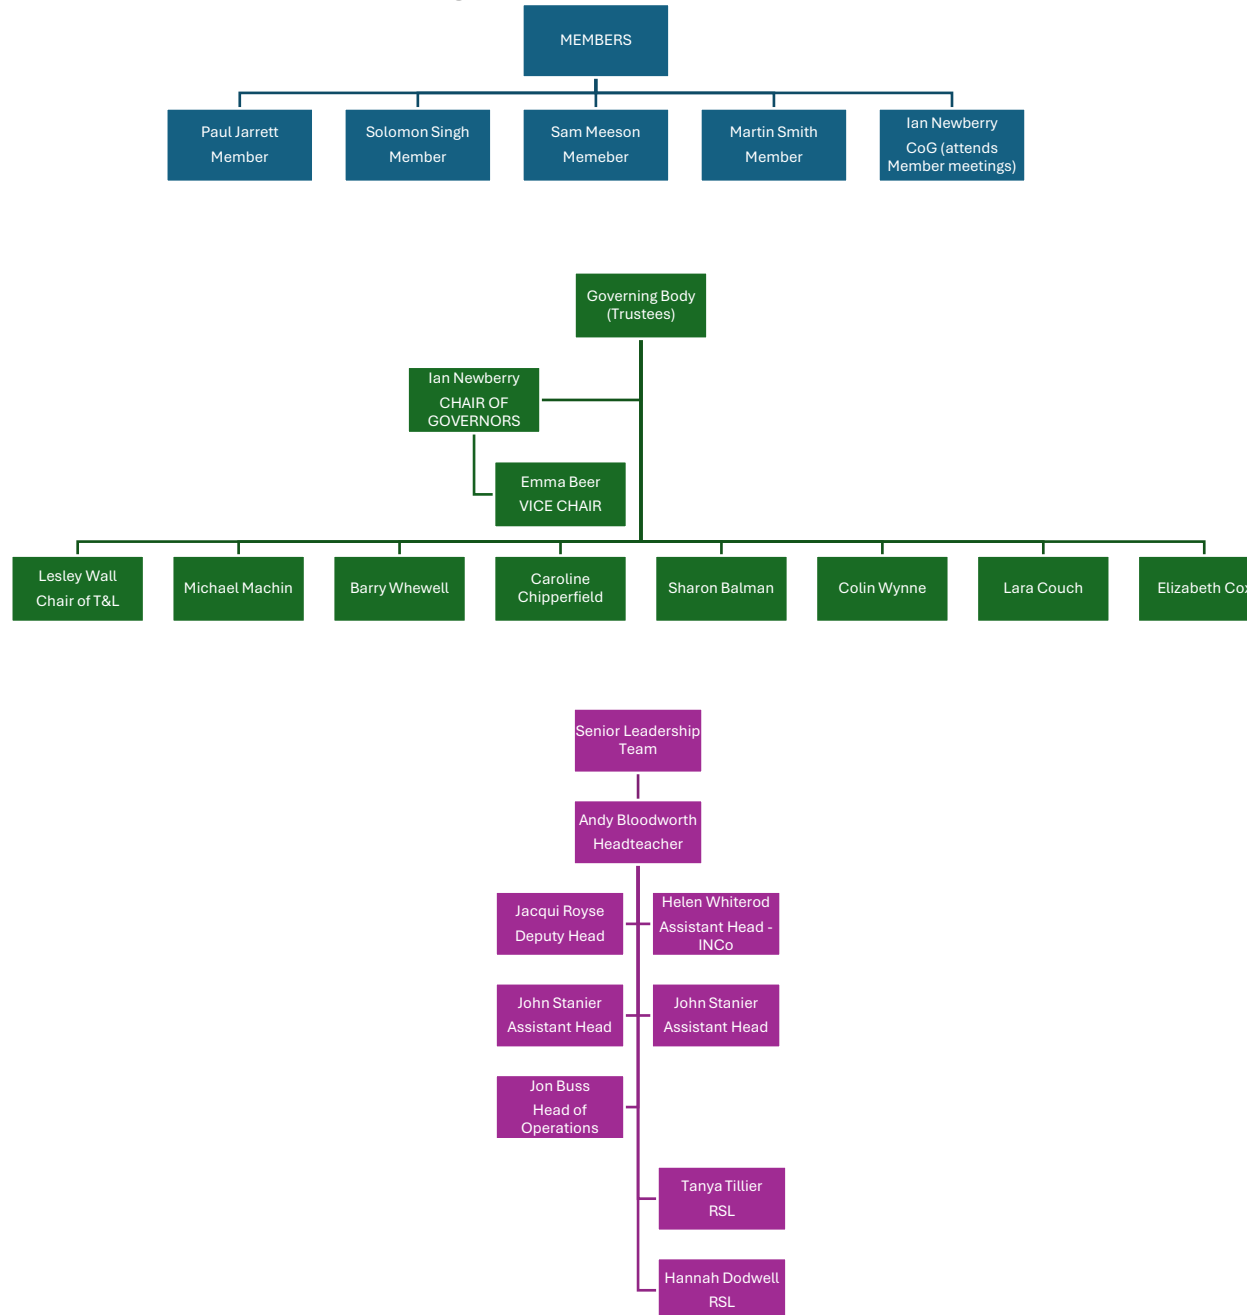 MEMBERS
Paul Jarrett
Member
Solomon Singh
Member
Sam Meeson
Memeber
Martin Smith
Member
Ian Newberry
CoG (attends
Member meetings)
Governing Body
(Trustees)
Ian Newberry
CHAIR OF
GOVERNORS
Emma Beer
VICE CHAIR
Lesley Wall
Chair of T&L
Michael Machin
Barry Whewell
Caroline
Chipperfield
Sharon Balman
Colin Wynne
Lara Couch
Elizabeth Cox
Senior Leadership
Team
Andy Bloodworth
Headteacher
Jacqui Royse
Deputy Head
Helen Whiterod
Assistant Head -
INCo
John Stanier
Assistant Head
John Stanier
Assistant Head
Jon Buss
Head of
Operations
Tanya Tillier
RSL
Hannah Dodwell
RSL